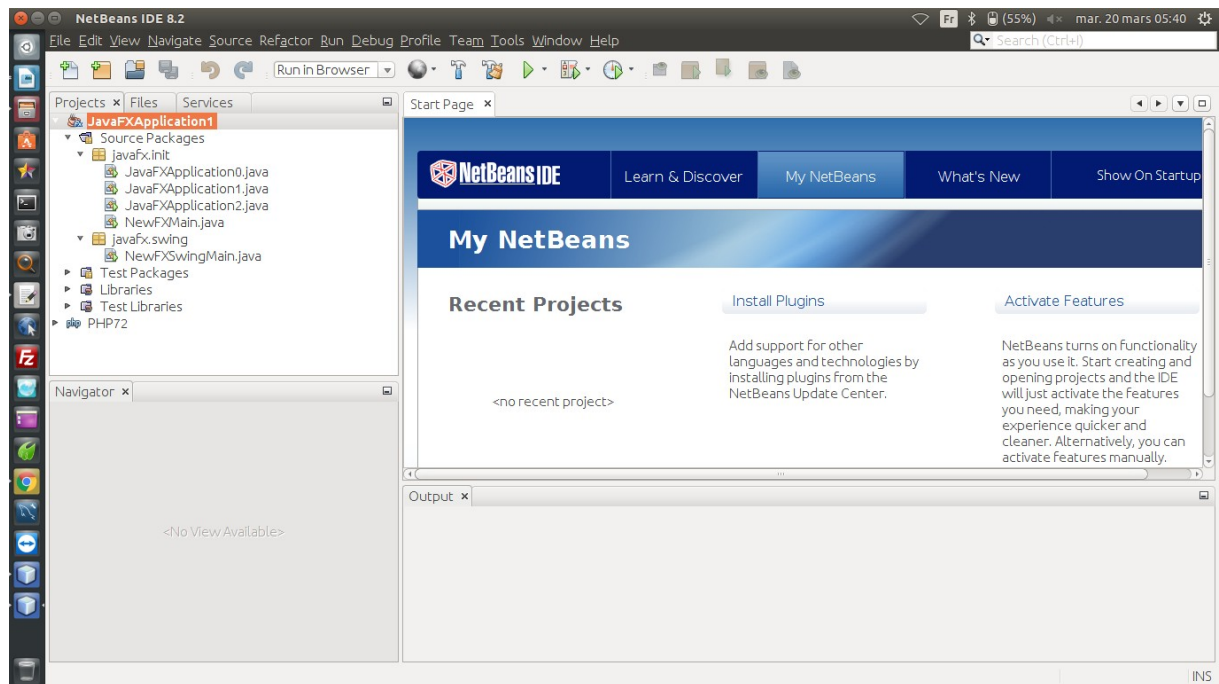 NetBeans IDE 8.2
Fr (55%) mar. 20 mars 05:40
File Edit View Navigate Source Refactor Run Debug Profile Team Tools Window Help
Search (Ctrl+I)
Run in Browser
Projects Files Services
JavaFXApplication1
Source Packages
javafx.init
JavaFXApplication0.java
JavaFXApplication1.java
JavaFXApplication2.java
NewFXMain.java
javafx.swing
NewFXSwingMain.java
Test Packages
Libraries
Test Libraries
php PHP72
Navigator
<No View Available>
Start Page
NetBeans IDE
Learn & Discover
My NetBeans
What's New
Show On Startup
My NetBeans
Recent Projects
<no recent project>
Install Plugins
Add support for other
languages and technologies by
installing plugins from the
NetBeans Update Center.
Activate Features
NetBeans turns on functionality
as you use it. Start creating and
opening projects and the IDE
will just activate the features
you need, making your
experience quicker and
cleaner. Alternatively, you can
activate features manually.
Output
INS
Fz